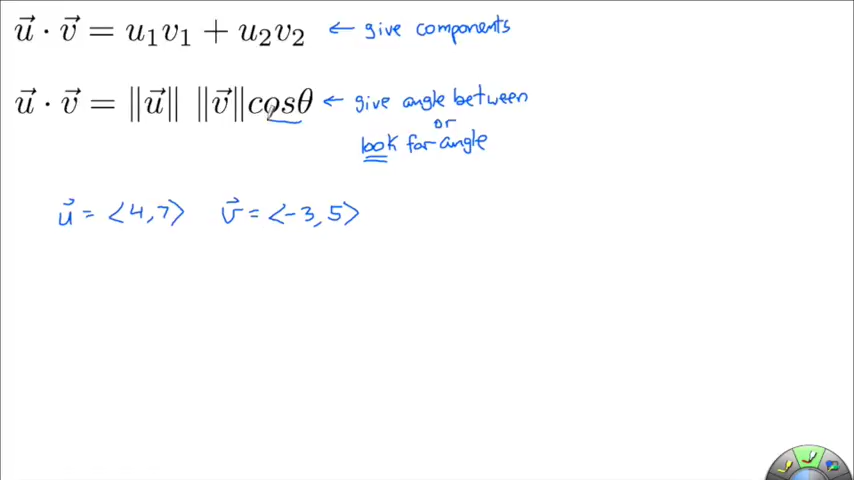 u⃗ · v⃗ = u₁v₁ + u₂v₂ ← give components
u⃗ · v⃗ = ‖u⃗‖ ‖v⃗‖cosθ ← give angle between
or
look for angle
u⃗ = ⟨4,7⟩ v⃗ = ⟨-3,5⟩